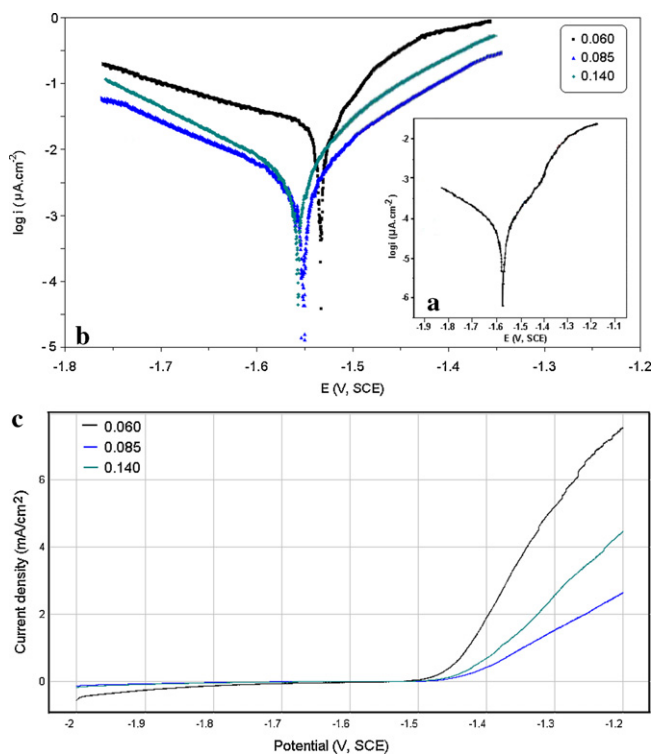 0
-1
-2
-3
-4
-5
log i (µA.cm⁻²)
0.060
0.085
0.140
-2
-3
-4
-5
-6
logi (µA.cm⁻²)
a
-1.9 -1.8 -1.7 -1.6 -1.5 -1.4 -1.3 -1.2 -1.1
E (V, SCE)
b
-1.8 -1.7 -1.6 -1.5 -1.4 -1.3 -1.2
E (V, SCE)
c
0.060
0.085
0.140
6
4
2
0
Current density (mA/cm²)
-2 -1.9 -1.8 -1.7 -1.6 -1.5 -1.4 -1.3 -1.2
Potential (V, SCE)